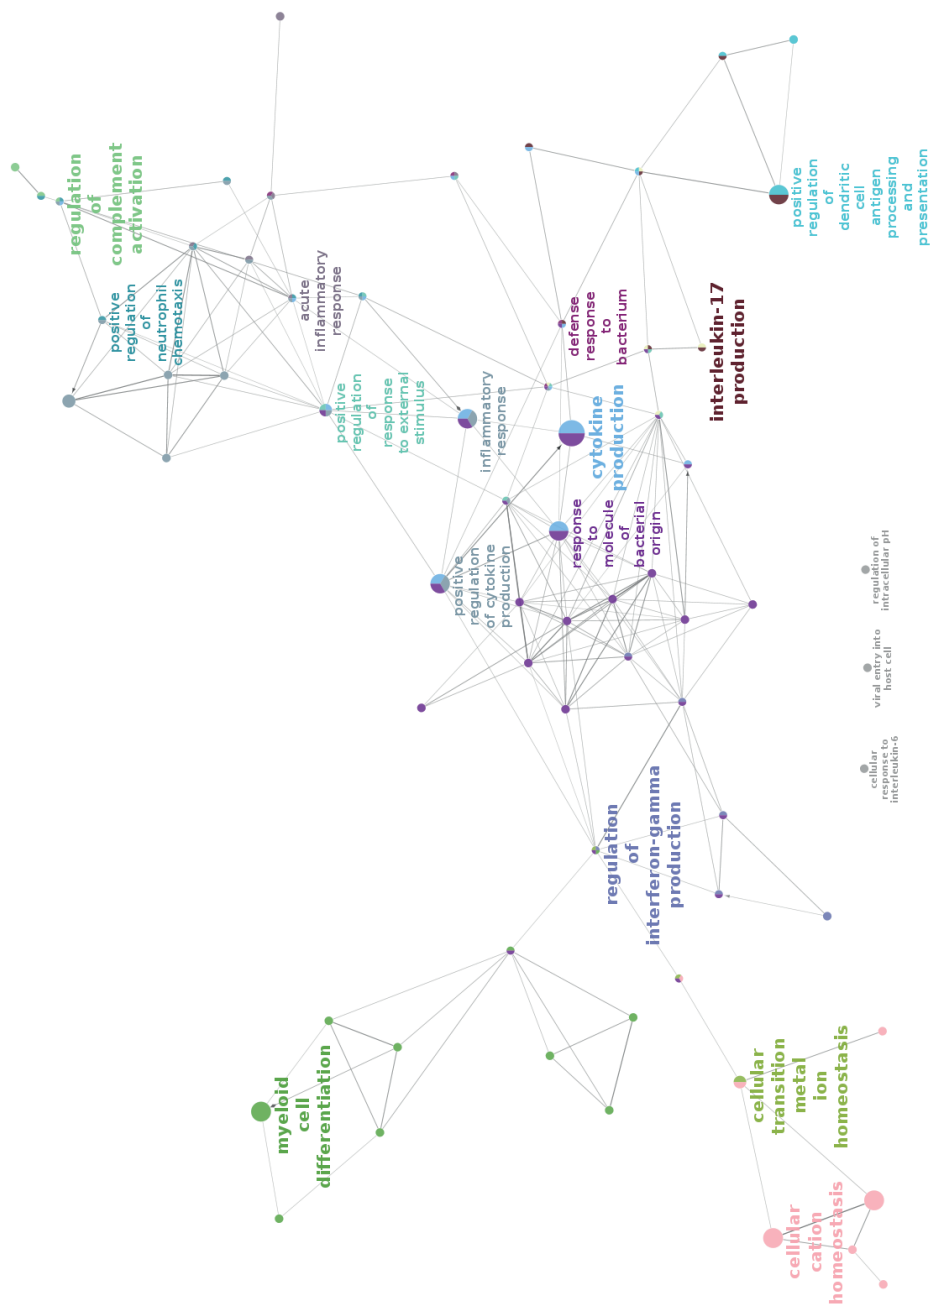 regulation
of
complement
activation
positive
regulation
of
neutrophil
chemotaxis
acute
inflammatory
response
positive
regulation
of
response
to external
stimulus
inflammatory
response
positive
regulation
of cytokine
production
cytokine
production
defense
response
to
bacterium
interleukin-17
production
positive
regulation
of
dendritic
cell
antigen
processing
and
presentation
response
to
molecule
of
bacterial
origin
regulation of
intracellular pH
viral entry into
host cell
cellular
response to
interleukin-6
regulation
of
interferon-gamma
production
myeloid
cell
differentiation
cellular
transition
metal
ion
homeostasis
cellular
cation
homeostasis